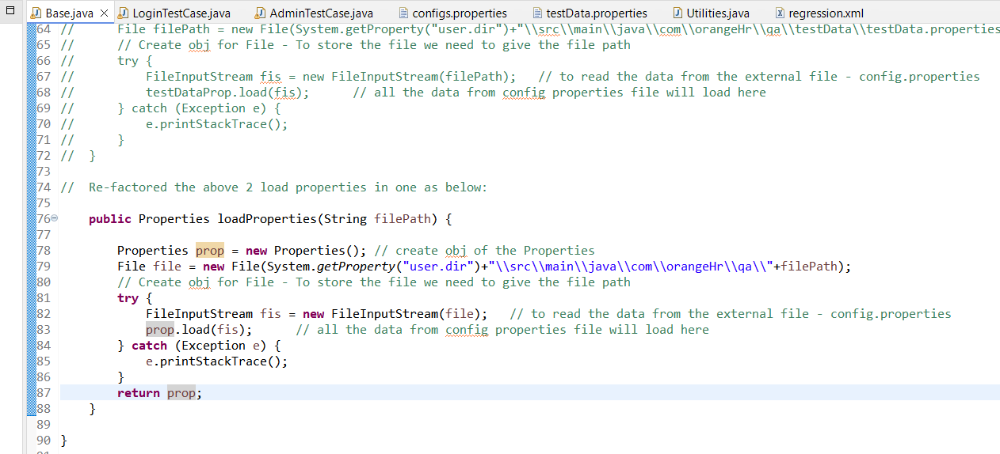 Base.java LoginTestCase.java AdminTestCase.java configs.properties testData.properties Utilities.java regression.xml
64 // File filePath = new File(System.getProperty("user.dir")+"\\src\\main\\java\\com\\orangeHr\\qa\\testData\\testData.properties
65 // // Create obj for File - To store the file we need to give the file path
66 // try {
67 // FileInputStream fis = new FileInputStream(filePath); // to read the data from the external file - config.properties
68 // testDataProp.load(fis); // all the data from config properties file will load here
69 // } catch (Exception e) {
70 // e.printStackTrace();
71 // }
72 // }
73
74 // Re-factored the above 2 load properties in one as below:
75
76 public Properties loadProperties(String filePath) {
77
78 Properties prop = new Properties(); // create obj of the Properties
79 File file = new File(System.getProperty("user.dir")+"\\src\\main\\java\\com\\orangeHr\\qa\\"+filePath);
80 // Create obj for File - To store the file we need to give the file path
81 try {
82 FileInputStream fis = new FileInputStream(file); // to read the data from the external file - config.properties
83 prop.load(fis); // all the data from config properties file will load here
84 } catch (Exception e) {
85 e.printStackTrace();
86 }
87 return prop;
88 }
89
90 }